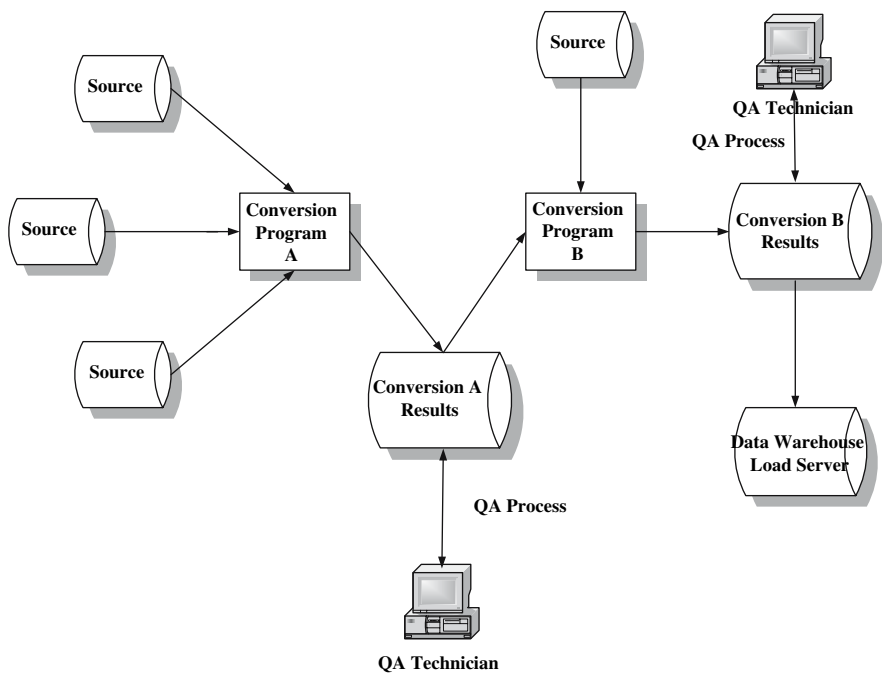 Source
Source
QA Technician
QA Process
Source
Conversion
Program
A
Conversion
Program
B
Conversion B
Results
Source
Conversion A
Results
Data Warehouse
Load Server
QA Process
QA Technician